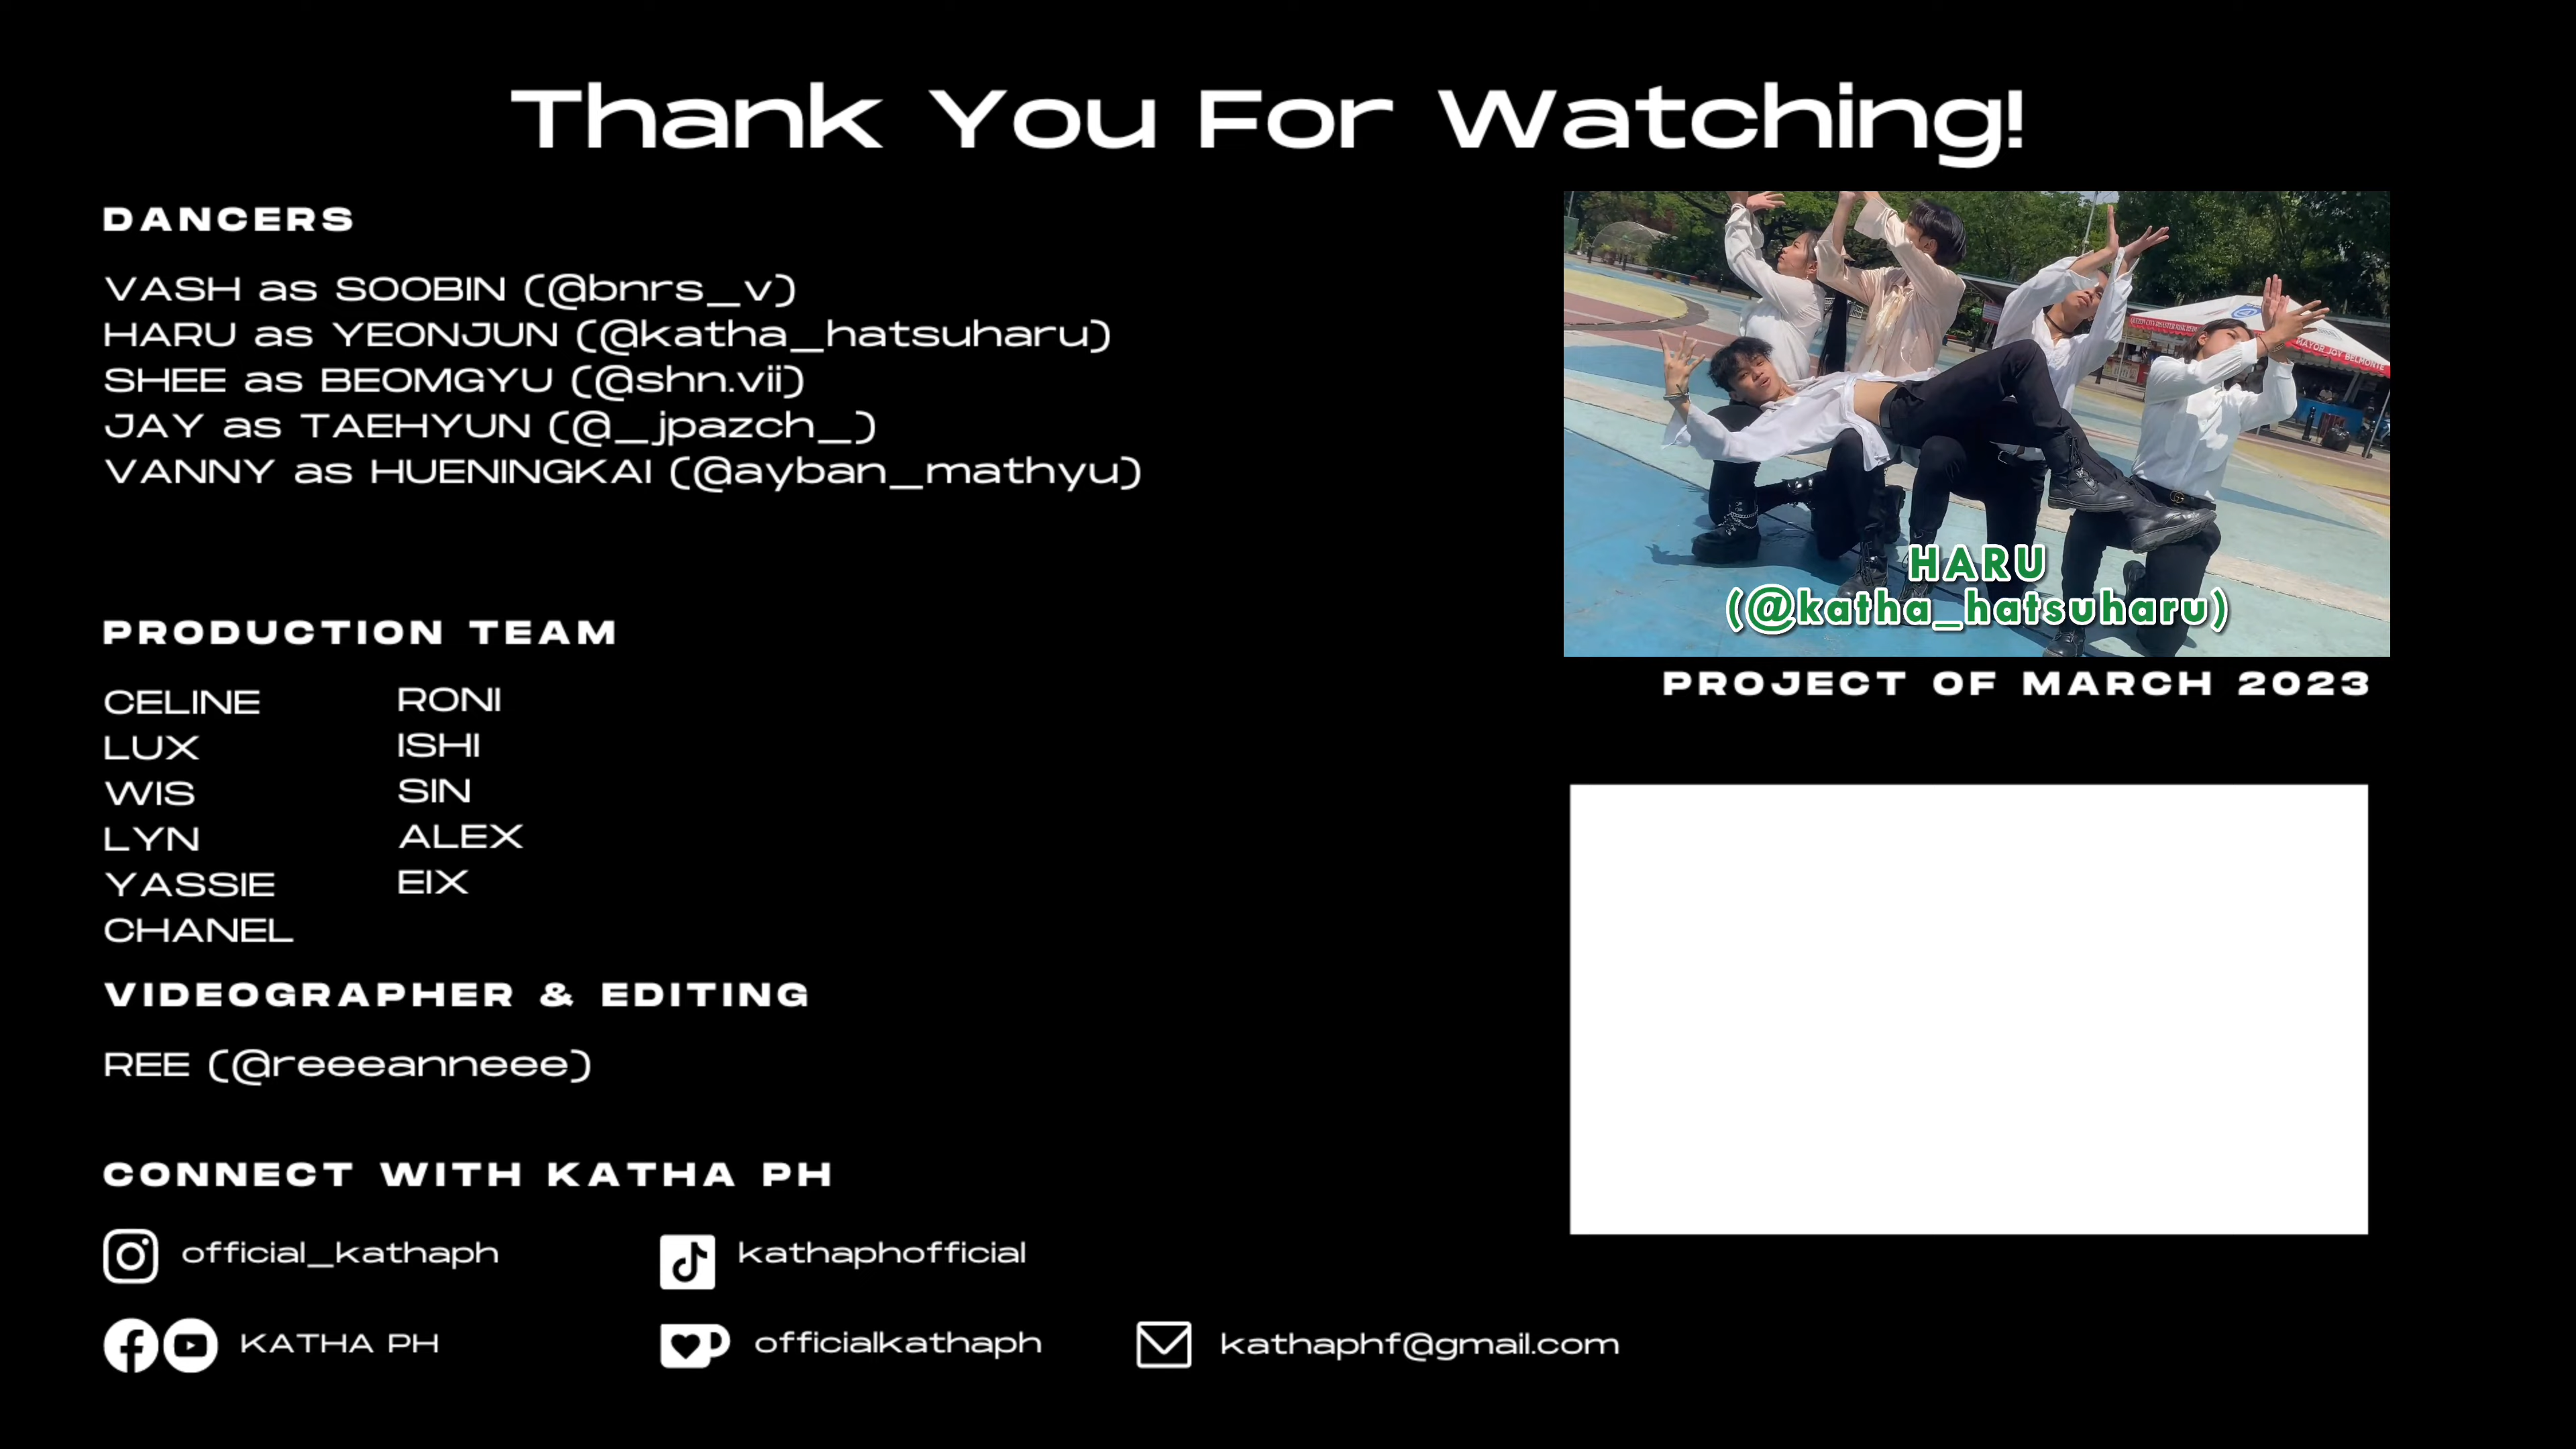 Thank You For Watching!
DANCERS
VASH as SOOBIN (@bnrs_v)
HARU as YEONJUN (@katha_hatsuharu)
SHEE as BEOMGYU (@shn.vii)
JAY as TAEHYUN (@_jpazch_)
VANNY as HUENINGKAI (@ayban_mathyu)
PRODUCTION TEAM
CELINE
LUX
WIS
LYN
YASSIE
CHANEL
RONI
ISHI
SIN
ALEX
EIX
VIDEOGRAPHER & EDITING
REE (@reeeanneee)
CONNECT WITH KATHA PH
official_kathaph
kathaphofficial
KATHA PH
officialkathaph
kathaphf@gmail.com
MAYOR JOY BELMONTE
HARU
(@katha_hatsuharu)
PROJECT OF MARCH 2023